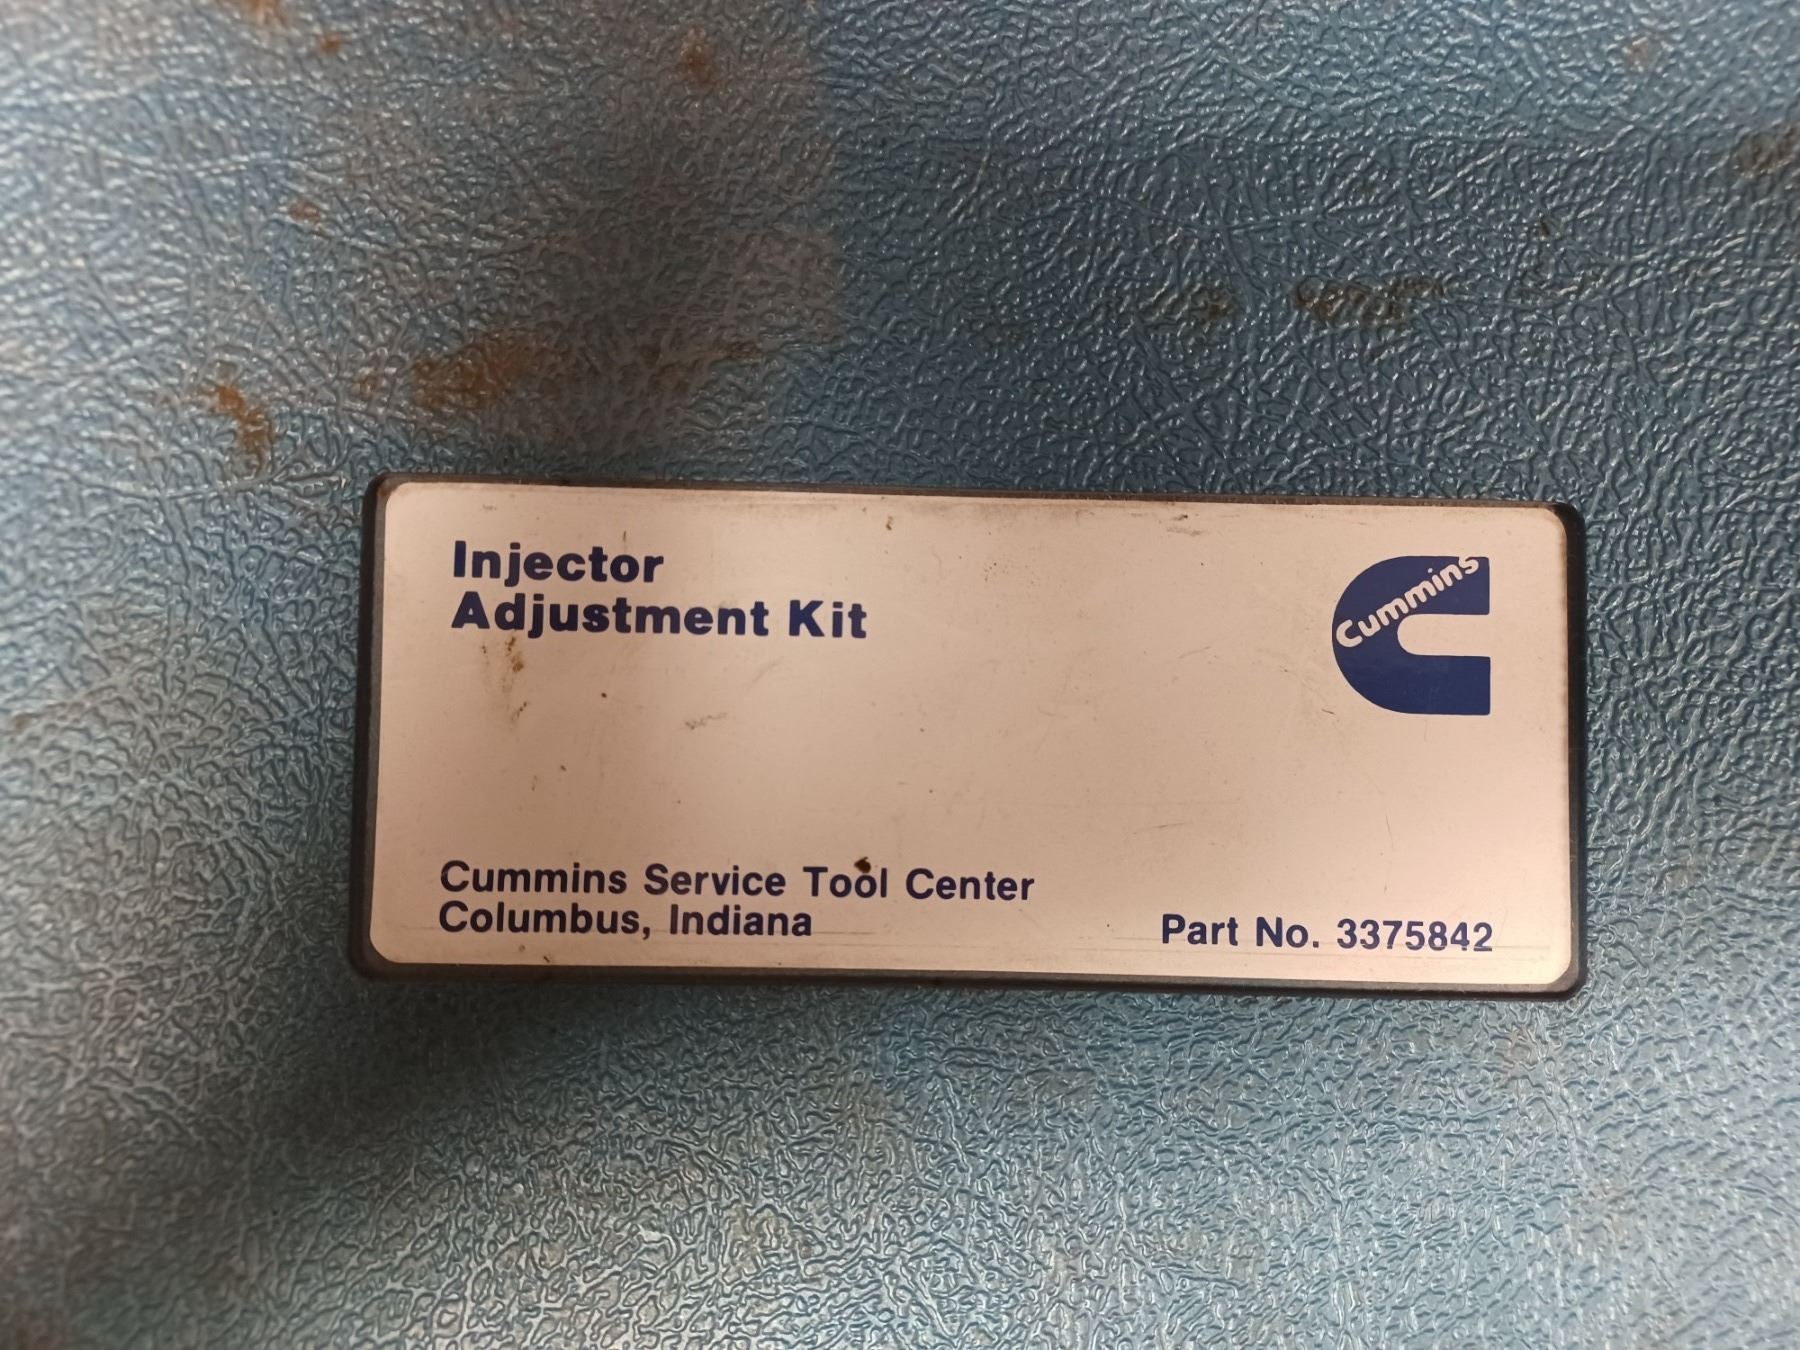 Injector
Adjustment Kit
Cummins
Cummins Service Tool Center
Columbus, Indiana
Part No. 3375842